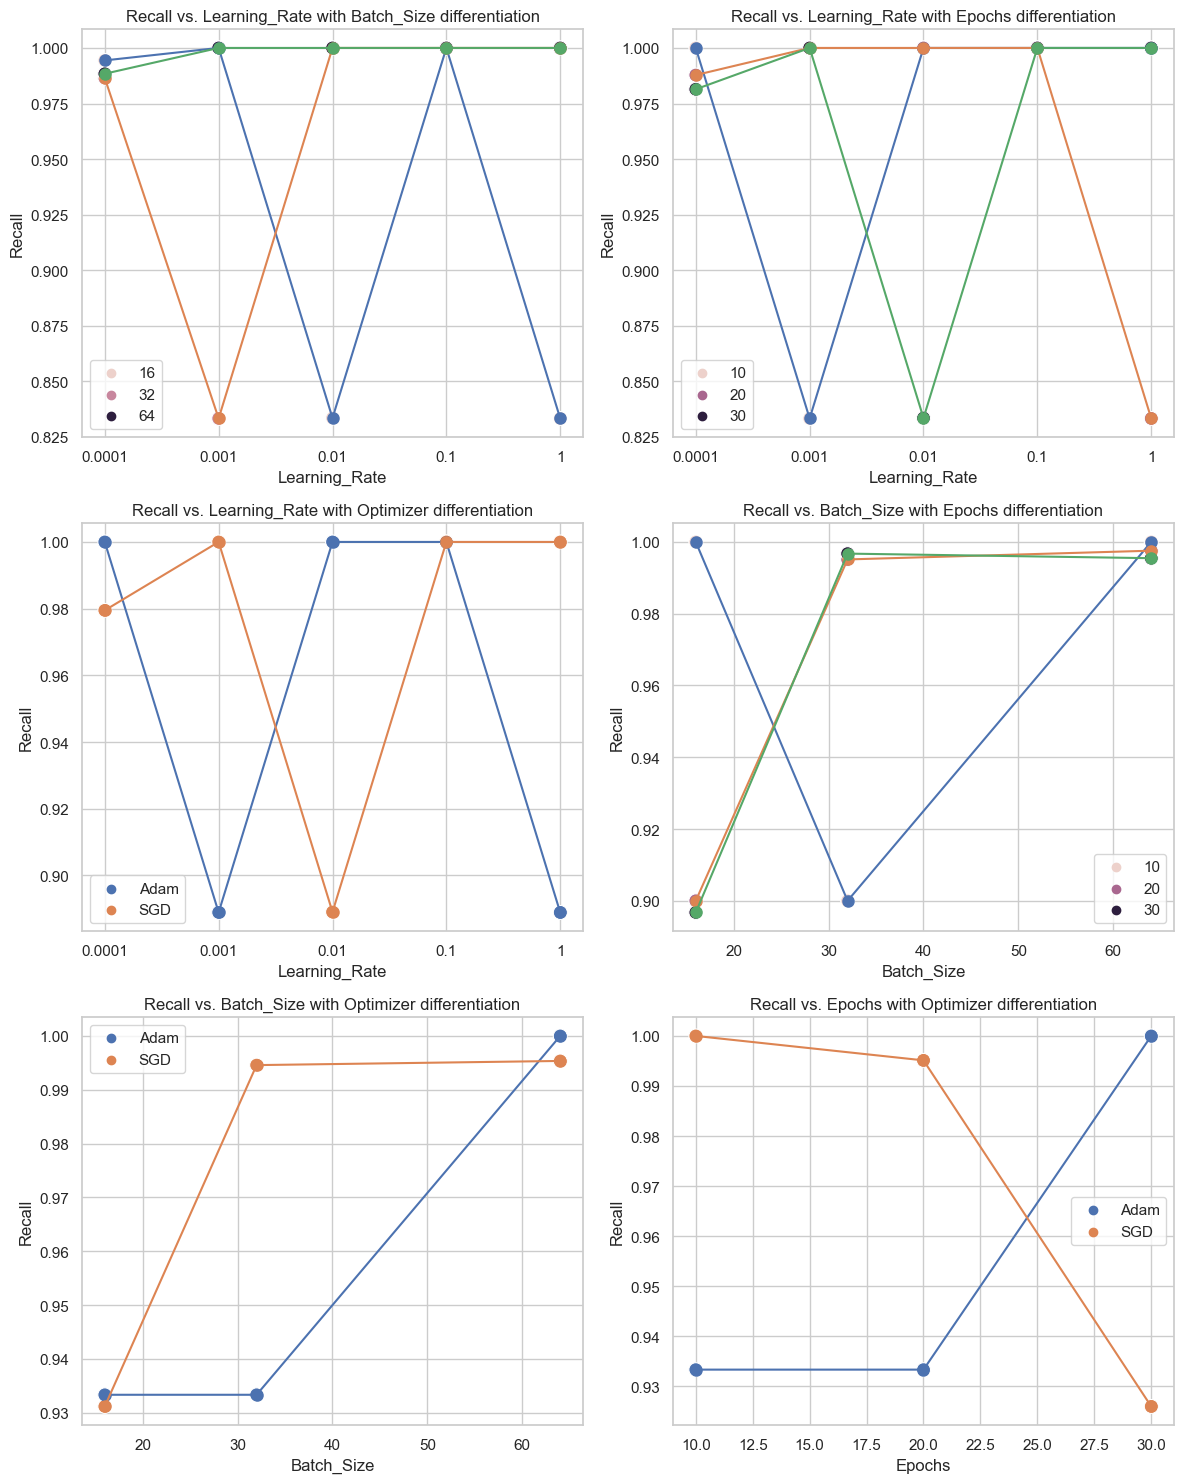 Recall vs. Learning_Rate with Batch_Size differentiation
1.000
0.975
0.950
0.925
0.900
0.875
0.850
0.825
Recall
16
32
64
0.0001 0.001 0.01 0.1 1
Learning_Rate
Recall vs. Learning_Rate with Epochs differentiation
1.000
0.975
0.950
0.925
0.900
0.875
0.850
0.825
Recall
10
20
30
0.0001 0.001 0.01 0.1 1
Learning_Rate
Recall vs. Learning_Rate with Optimizer differentiation
1.00
0.98
0.96
0.94
0.92
0.90
Recall
Adam
SGD
0.0001 0.001 0.01 0.1 1
Learning_Rate
Recall vs. Batch_Size with Epochs differentiation
1.00
0.98
0.96
0.94
0.92
0.90
Recall
10
20
30
20 30 40 50 60
Batch_Size
Recall vs. Batch_Size with Optimizer differentiation
Adam
SGD
1.00
0.99
0.98
0.97
0.96
0.95
0.94
0.93
Recall
20 30 40 50 60
Batch_Size
Recall vs. Epochs with Optimizer differentiation
1.00
0.99
0.98
0.97
0.96
0.95
0.94
0.93
Recall
Adam
SGD
10.0 12.5 15.0 17.5 20.0 22.5 25.0 27.5 30.0
Epochs